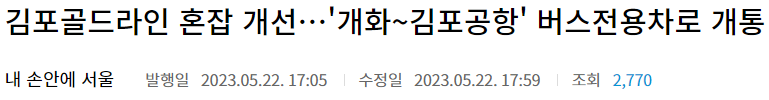 김포골드라인 혼잡 개선…'개화~김포공항' 버스전용차로 개통
내 손안에 서울 발행일 2023.05.22. 17:05 수정일 2023.05.22. 17:59 조회 2,770